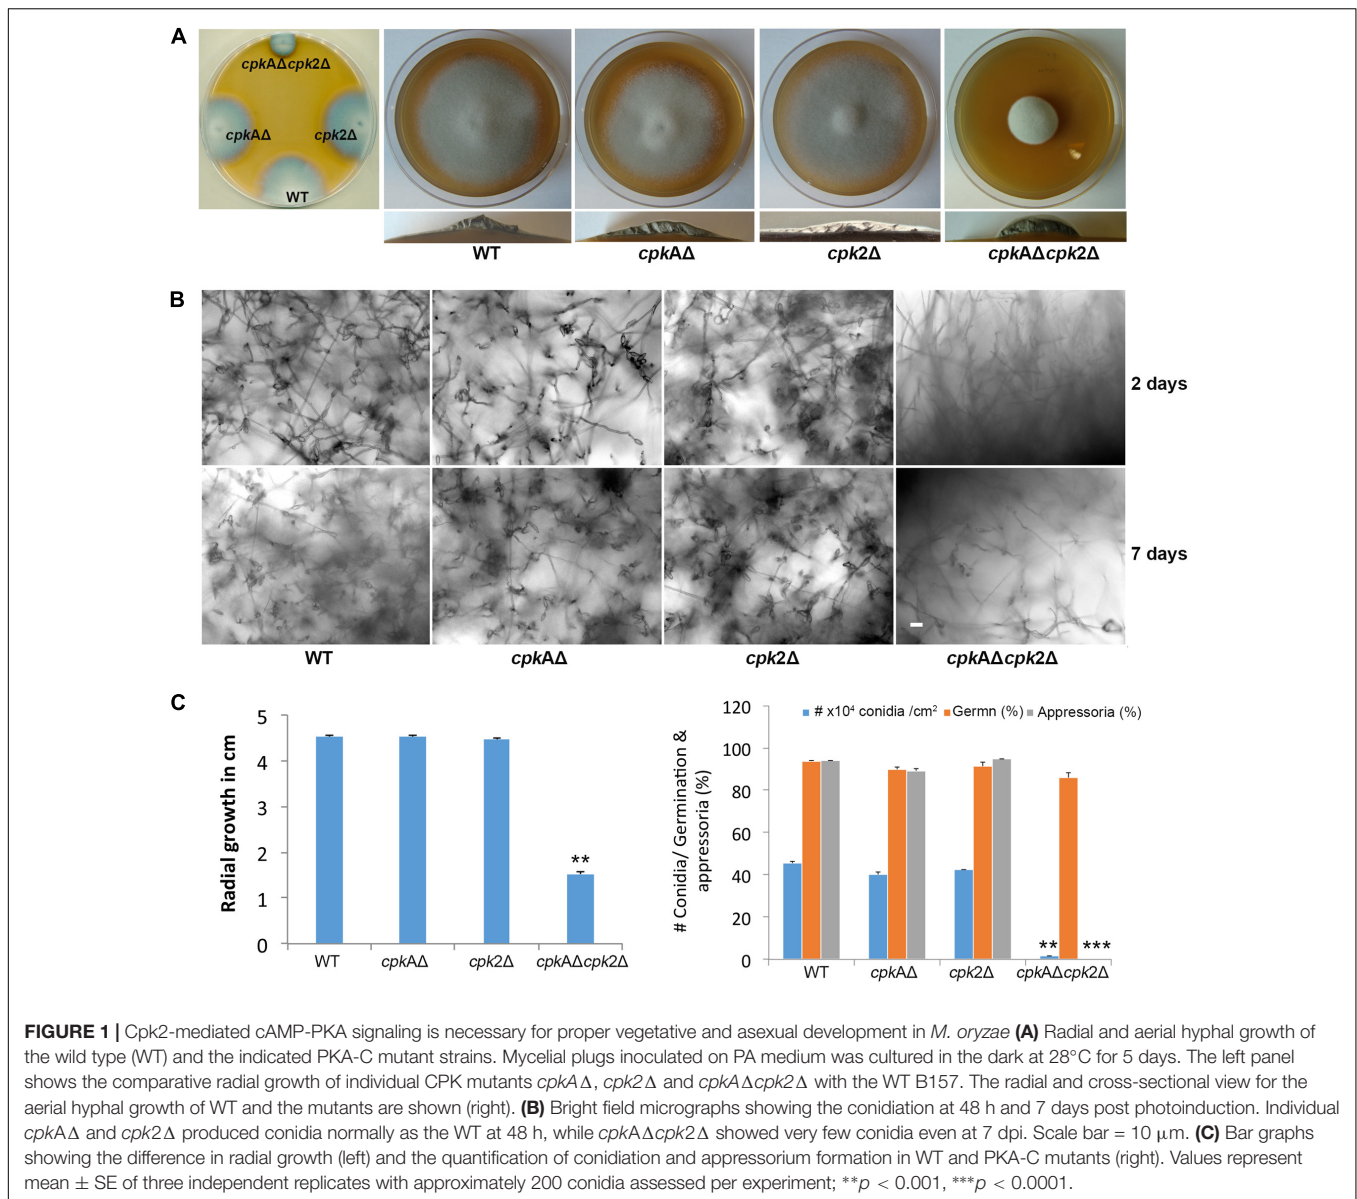 A
cpkAΔcpk2Δ
cpkAΔ
cpk2Δ
WT
WT
cpkAΔ
cpk2Δ
cpkAΔcpk2Δ
B
2 days
7 days
WT
cpkAΔ
cpk2Δ
cpkAΔcpk2Δ
C
Radial growth in cm
5
4
3
2
1
0
**
WT
cpkAΔ
cpk2Δ
cpkAΔcpk2Δ
# Conidia/ Germination &
appressoria (%)
120
100
80
60
40
20
0
# x10⁴ conidia /cm² Germn (%) Appressoria (%)
** ***
WT
cpkAΔ
cpk2Δ
cpkAΔcpk2Δ
FIGURE 1 | Cpk2-mediated cAMP-PKA signaling is necessary for proper vegetative and asexual development in M. oryzae (A) Radial and aerial hyphal growth of
the wild type (WT) and the indicated PKA-C mutant strains. Mycelial plugs inoculated on PA medium was cultured in the dark at 28°C for 5 days. The left panel
shows the comparative radial growth of individual CPK mutants cpkAΔ, cpk2Δ and cpkAΔcpk2Δ with the WT B157. The radial and cross-sectional view for the
aerial hyphal growth of WT and the mutants are shown (right). (B) Bright field micrographs showing the conidiation at 48 h and 7 days post photoinduction. Individual
cpkAΔ and cpk2Δ produced conidia normally as the WT at 48 h, while cpkAΔcpk2Δ showed very few conidia even at 7 dpi. Scale bar = 10 μm. (C) Bar graphs
showing the difference in radial growth (left) and the quantification of conidiation and appressorium formation in WT and PKA-C mutants (right). Values represent
mean ± SE of three independent replicates with approximately 200 conidia assessed per experiment; **p < 0.001, ***p < 0.0001.